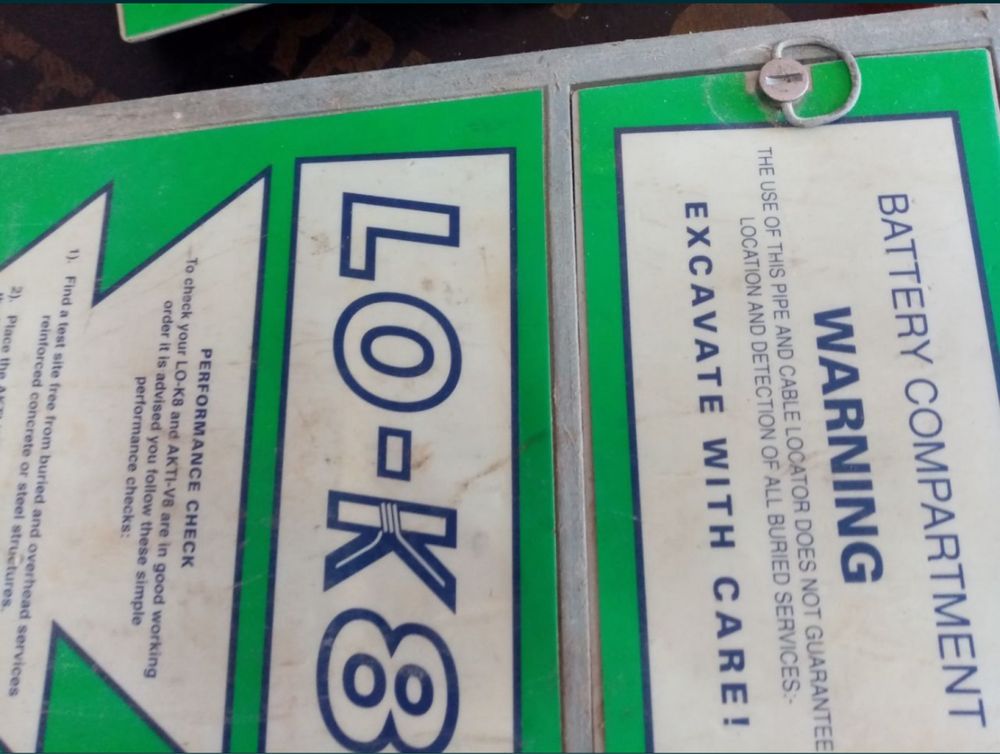 BATTERY COMPARTMENT
WARNING
THE USE OF THIS PIPE AND CABLE LOCATOR DOES NOT GUARANTEE
LOCATION AND DETECTION OF ALL BURIED SERVICES:-
EXCAVATE WITH CARE!
LO-K8
PERFORMANCE CHECK
To check your LO-K8 and AKTI-V8 are in good working
order it is advised you follow these simple
performance checks:
1). Find a test site free from buried and overhead services
reinforced concrete or steel structures.
2). Place the